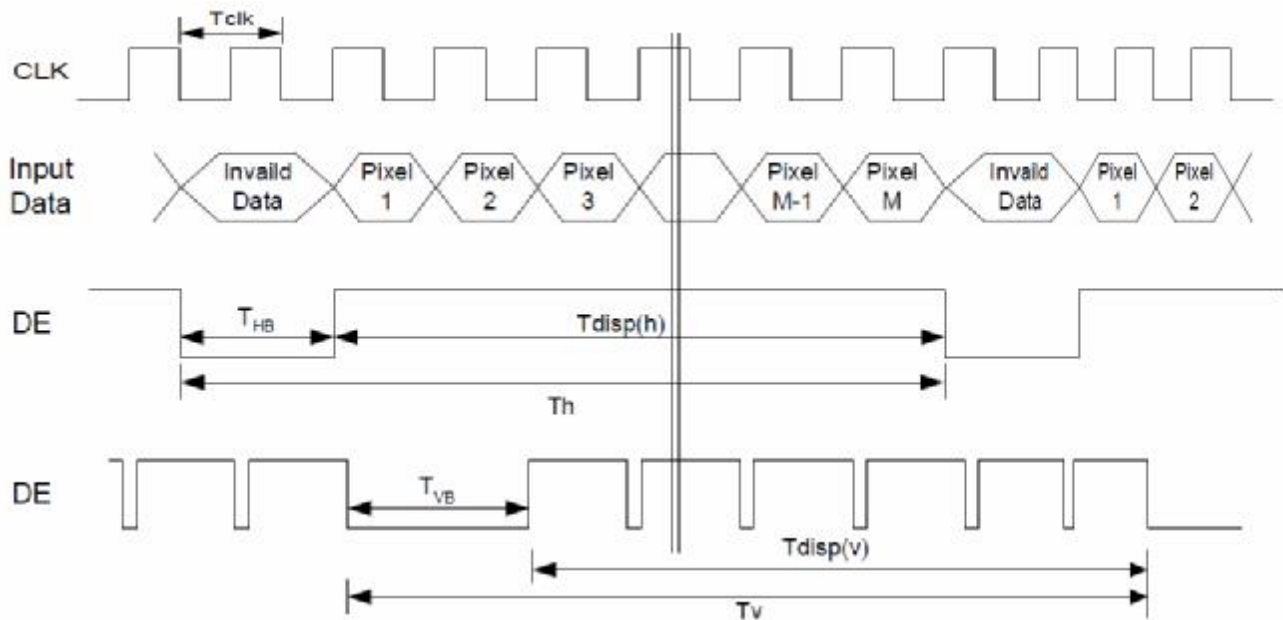 Tclk
CLK
Input
Data
Invaild
Data
Pixel
1
Pixel
2
Pixel
3
Pixel
M-1
Pixel
M
Invaild
Data
Pixel
1
Pixel
2
DE
THB
Tdisp(h)
Th
DE
TVB
Tdisp(v)
Tv